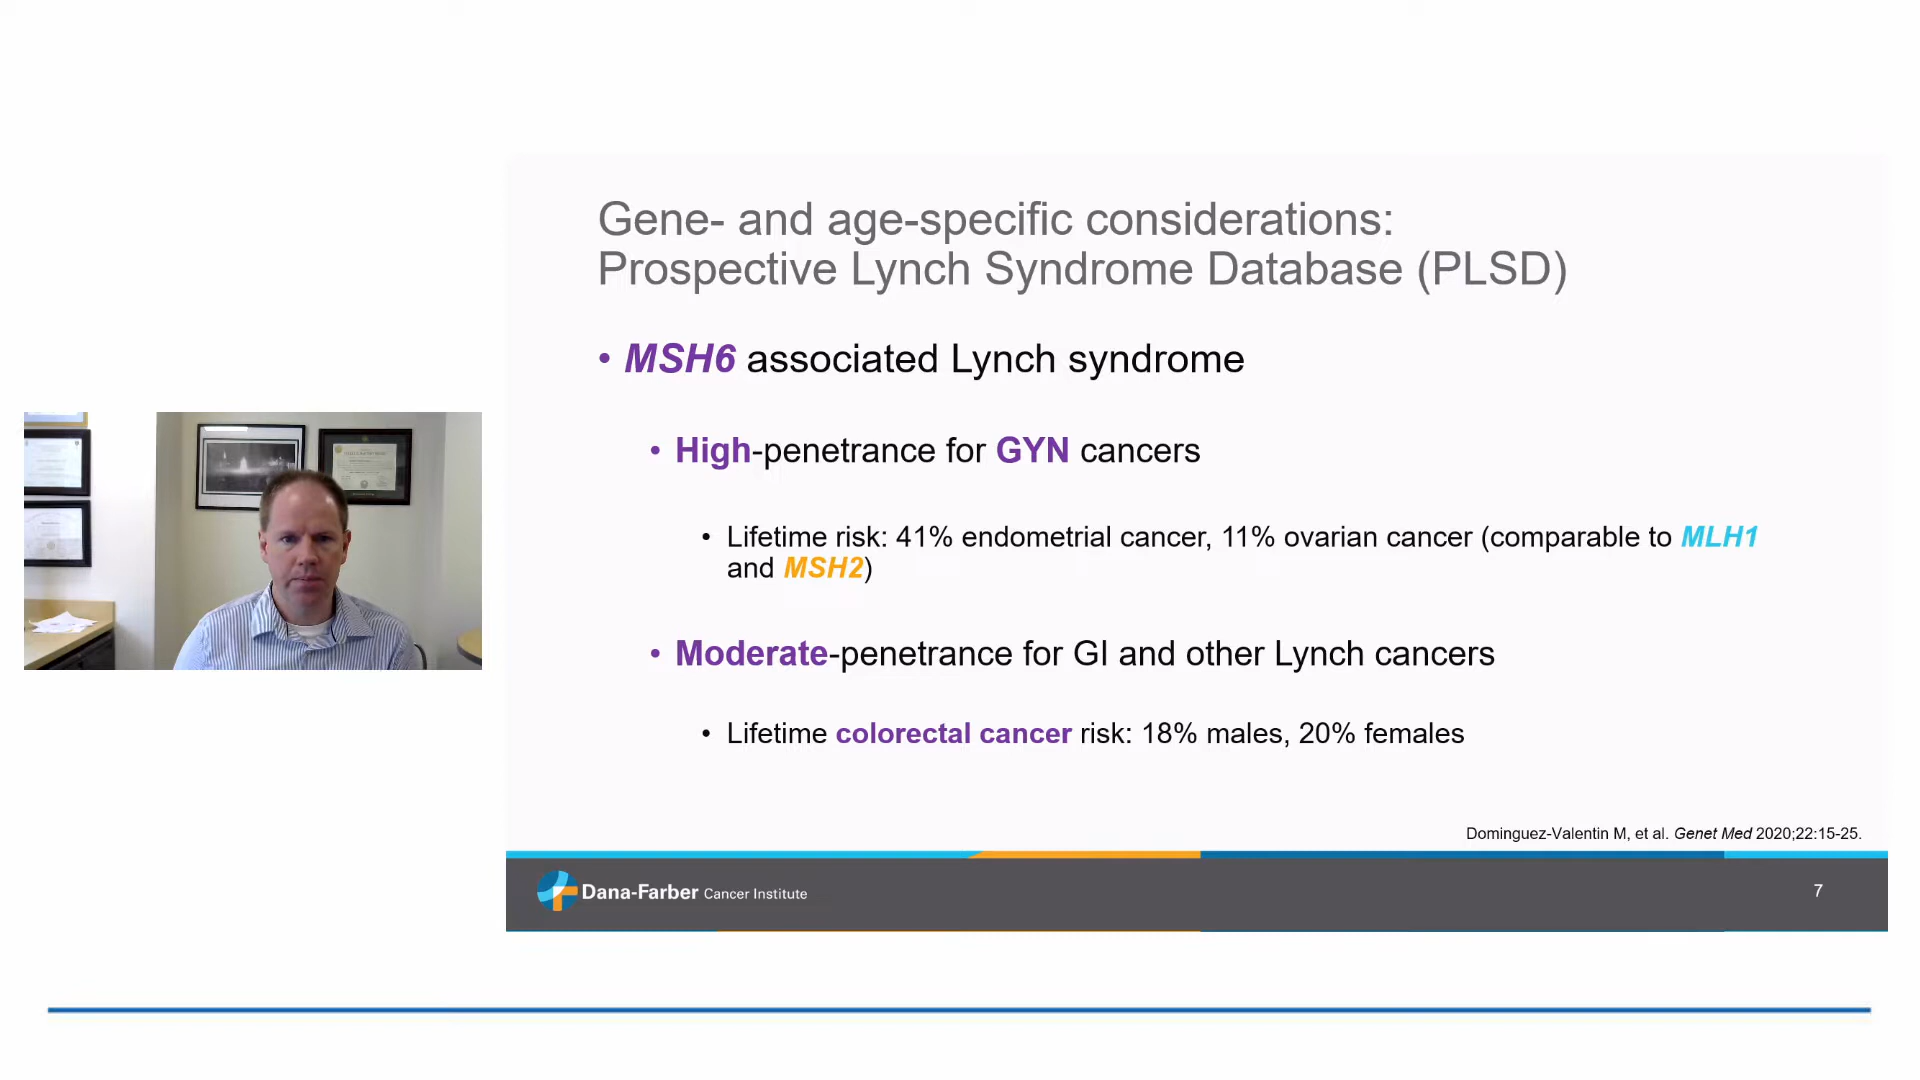 Gene- and age-specific considerations:
Prospective Lynch Syndrome Database (PLSD)
• MSH6 associated Lynch syndrome
• High-penetrance for GYN cancers
• Lifetime risk: 41% endometrial cancer, 11% ovarian cancer (comparable to MLH1
and MSH2)
• Moderate-penetrance for GI and other Lynch cancers
• Lifetime colorectal cancer risk: 18% males, 20% females
Dominguez-Valentin M, et al. Genet Med 2020;22:15-25.
Dana-Farber Cancer Institute
7